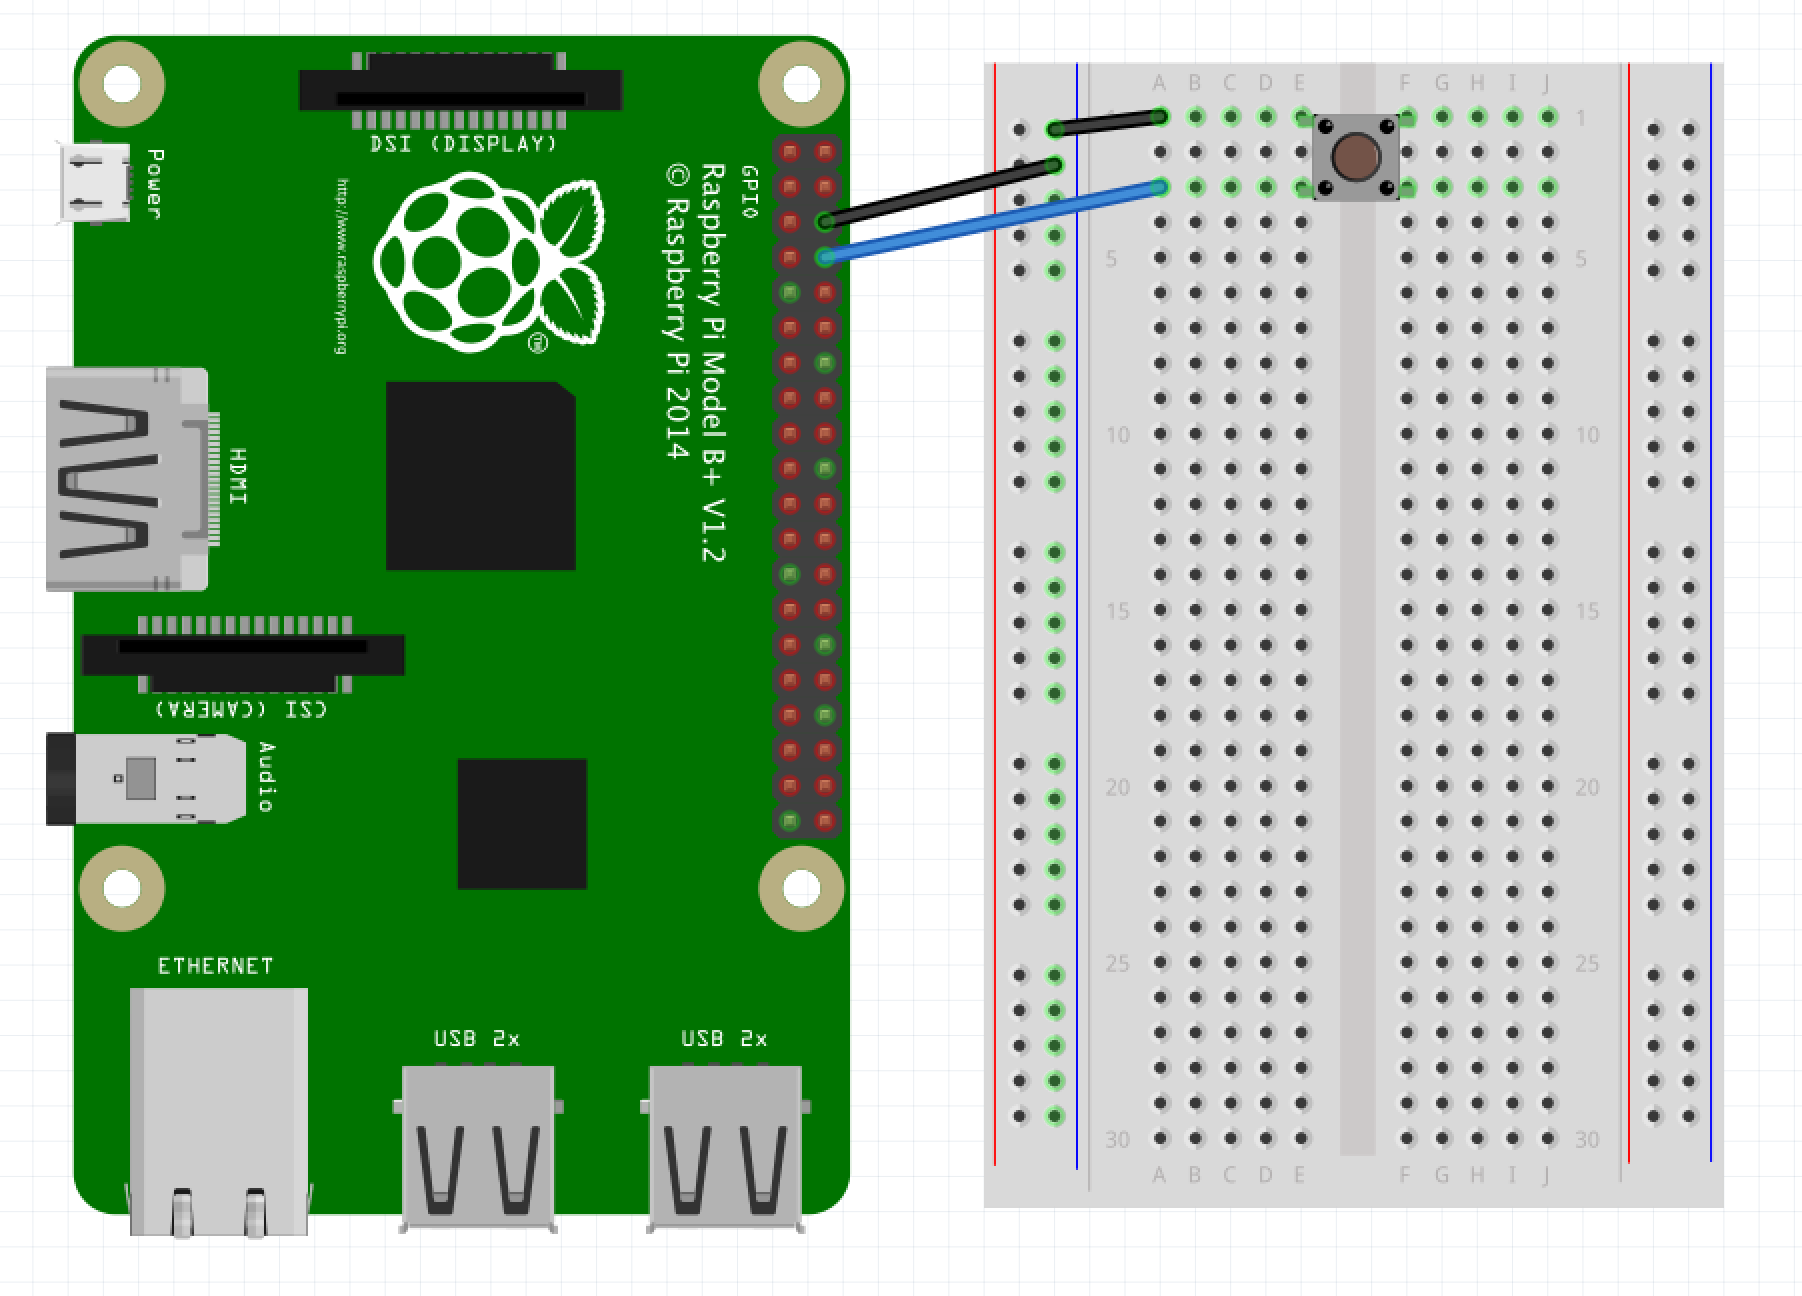 DSI (DISPLAY)
Power
http://www.raspberrypi.org
GPIO
Raspberry Pi Model B+ V1.2
© Raspberry Pi 2014
TM
HDMI
CSI (CAMERA)
Audio
ETHERNET
USB 2x
USB 2x
A B C D E F G H I J
1 1
5 5
10 10
15 15
20 20
25 25
30 30
A B C D E F G H I J